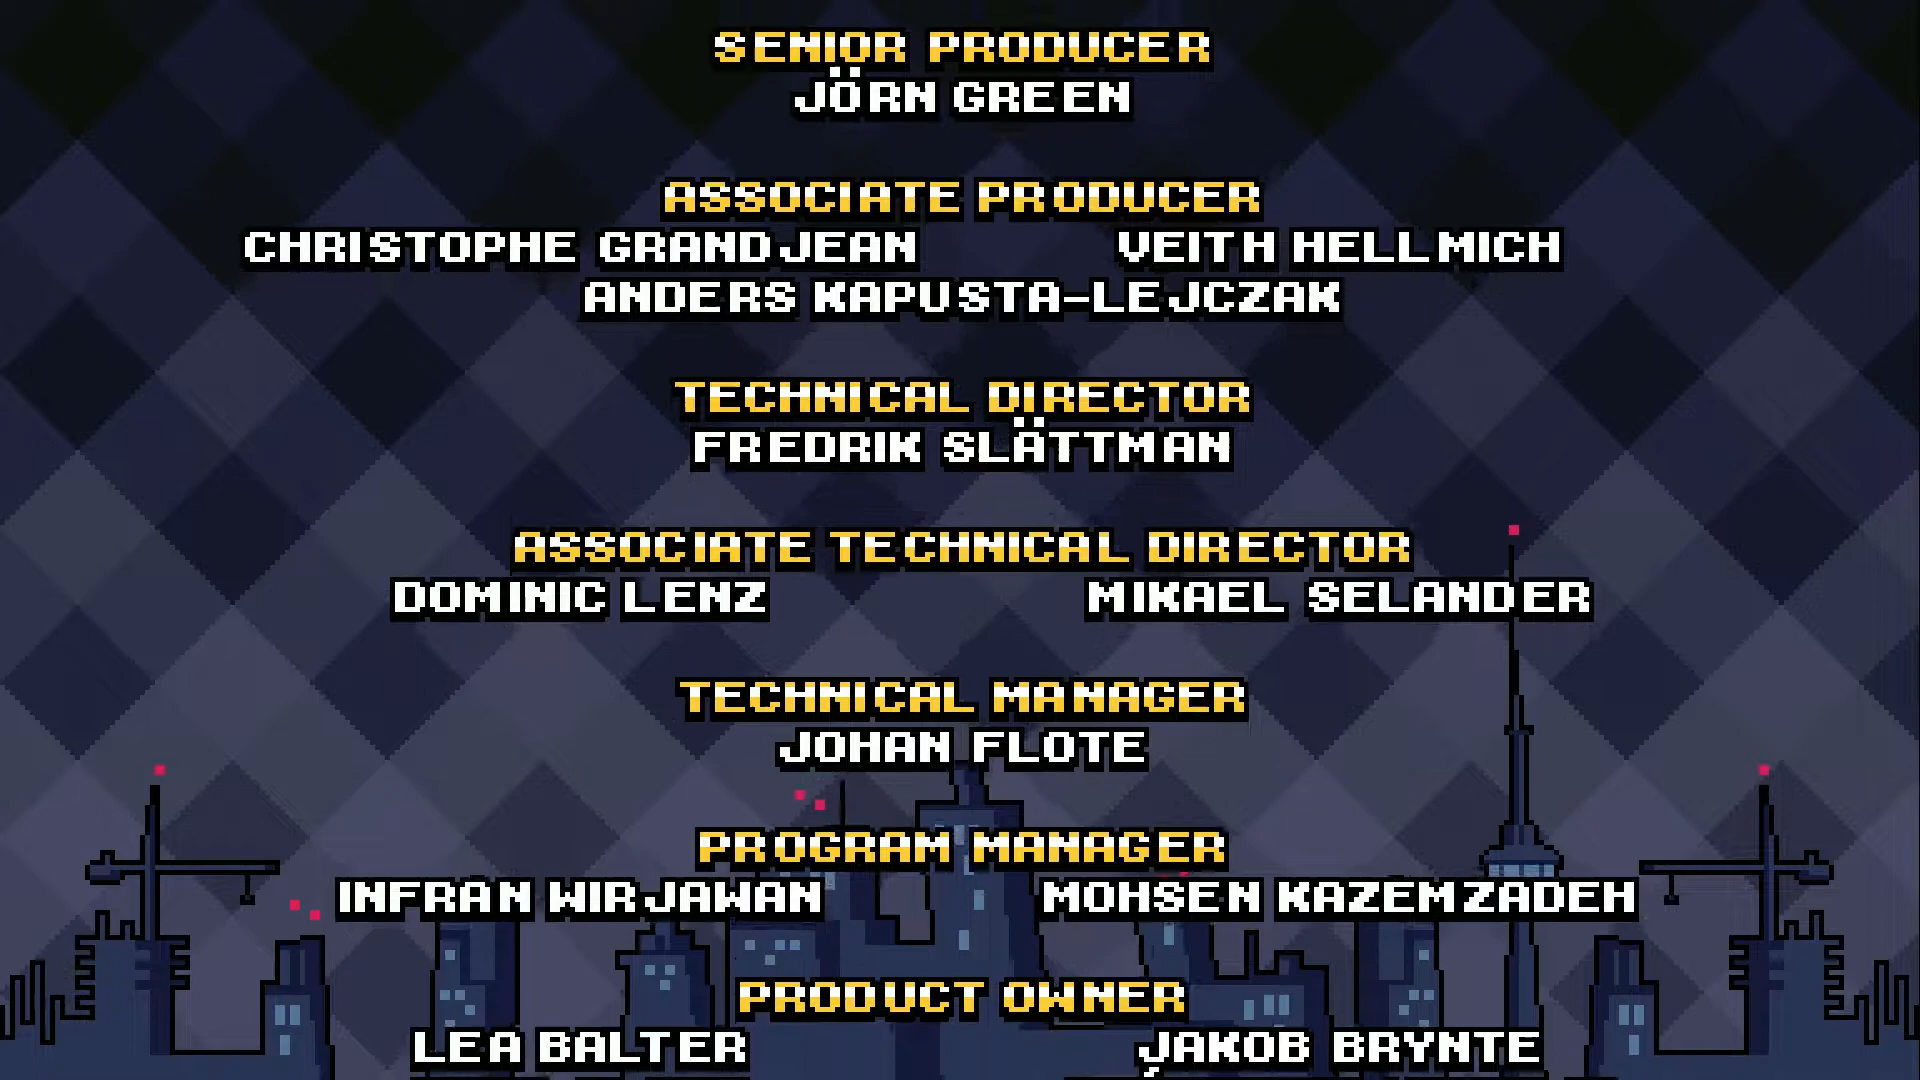 SENIOR PRODUCER
JÖRN GREEN
ASSOCIATE PRODUCER
CHRISTOPHE GRANDJEAN VEITH HELLMICH
ANDERS KAPUSTA-LEJCZAK
TECHNICAL DIRECTOR
FREDRIK SLÄTTMAN
ASSOCIATE TECHNICAL DIRECTOR
DOMINIC LENZ MIKAEL SELANDER
TECHNICAL MANAGER
JOHAN FLOTE
PROGRAM MANAGER
INFRAN WIRJAWAN MOHSEN KAZEMZADEH
PRODUCT OWNER
LEA BALTER JAKOB BRYNTE